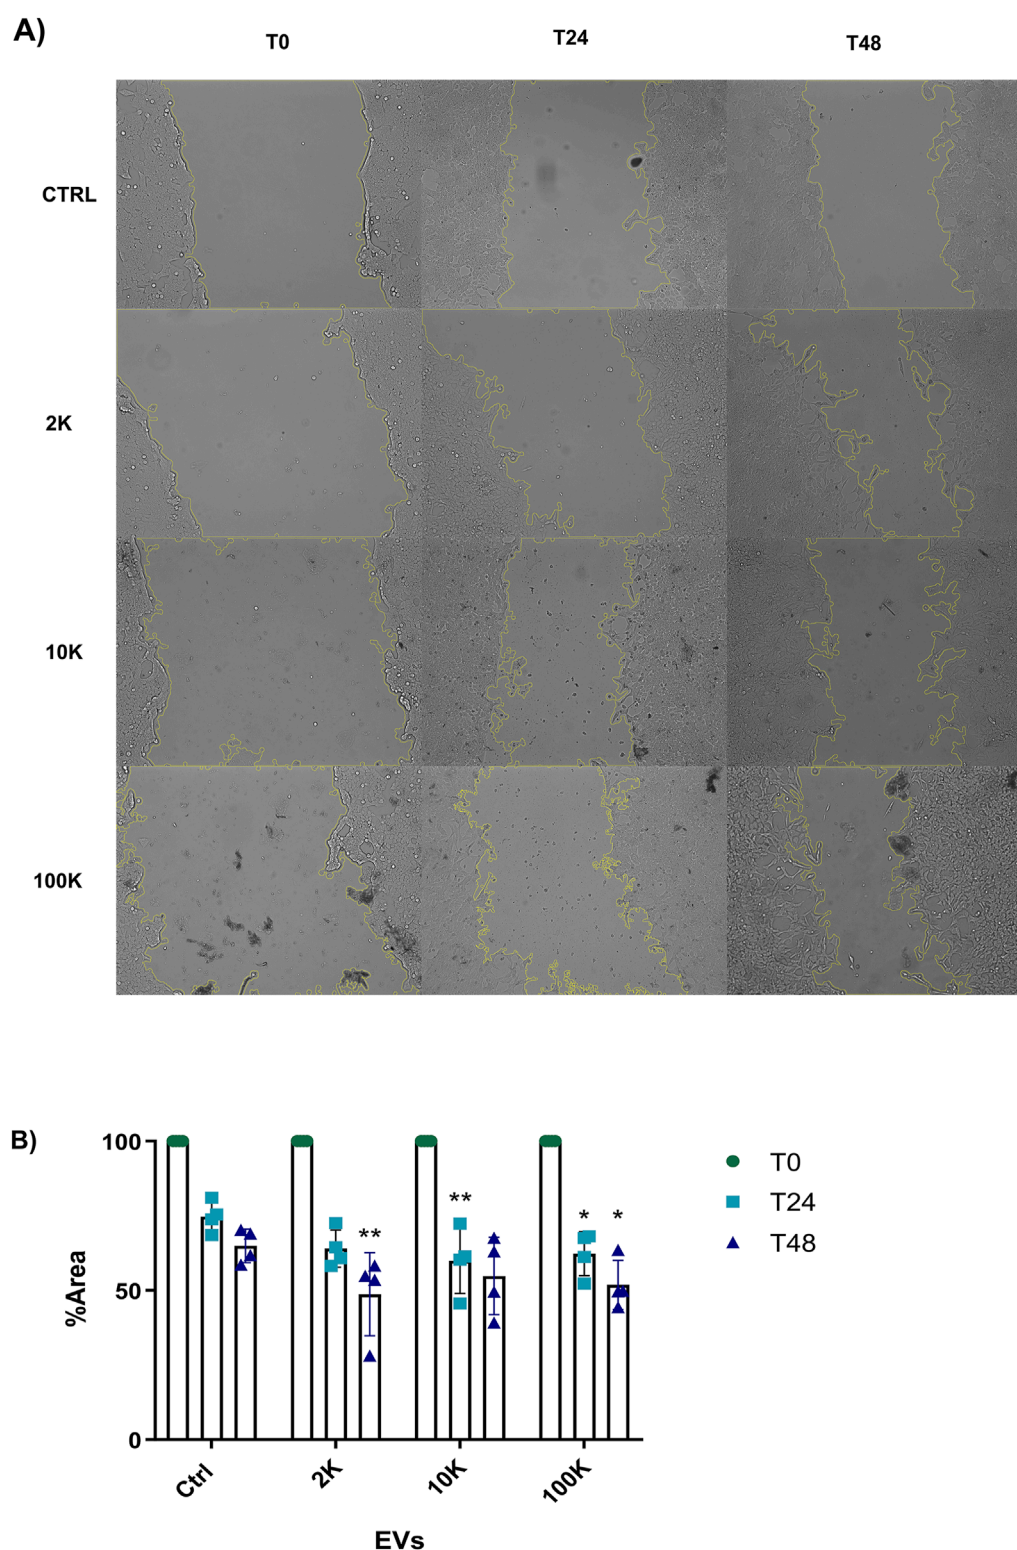 A)
T0
T24
T48
CTRL
2K
10K
100K
B)
100
50
0
%Area
**
**
*
*
Ctrl
2K
10K
100K
EVs
T0
T24
T48